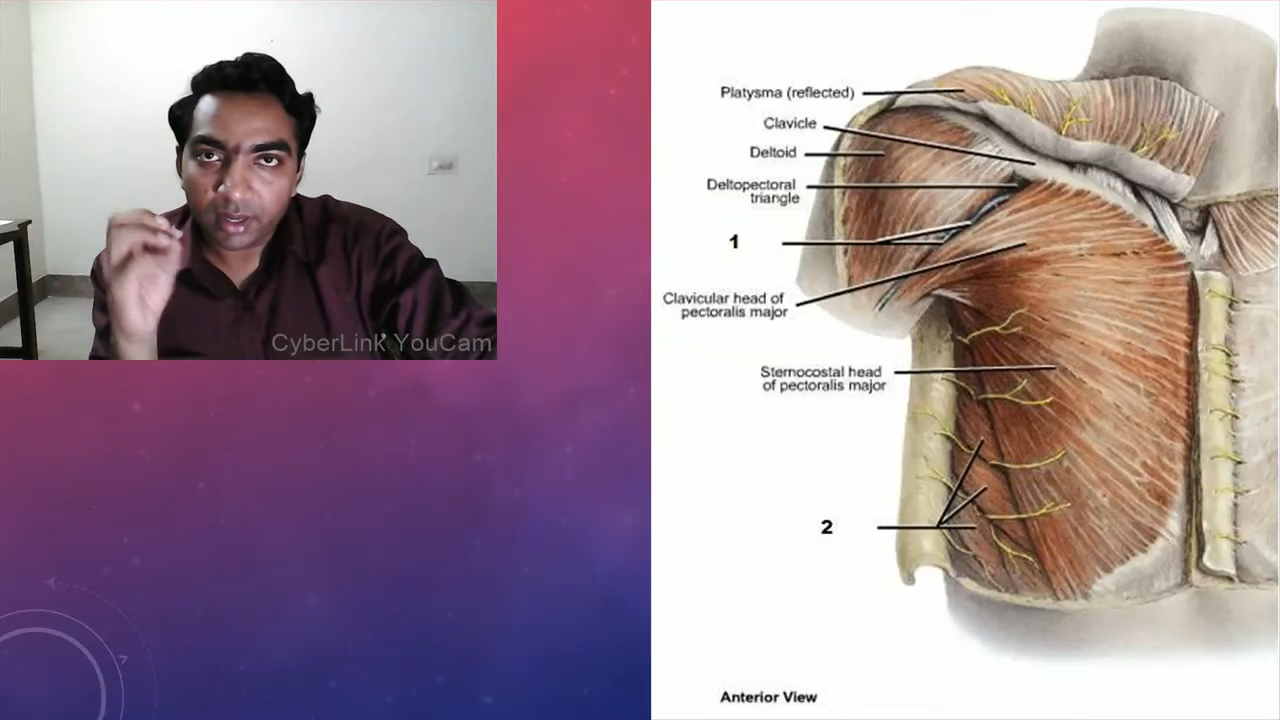 CyberLink YouCam
Platysma (reflected)
Clavicle
Deltoid
Deltopectoral
triangle
1
Clavicular head of
pectoralis major
Sternocostal head
of pectoralis major
2
Anterior View